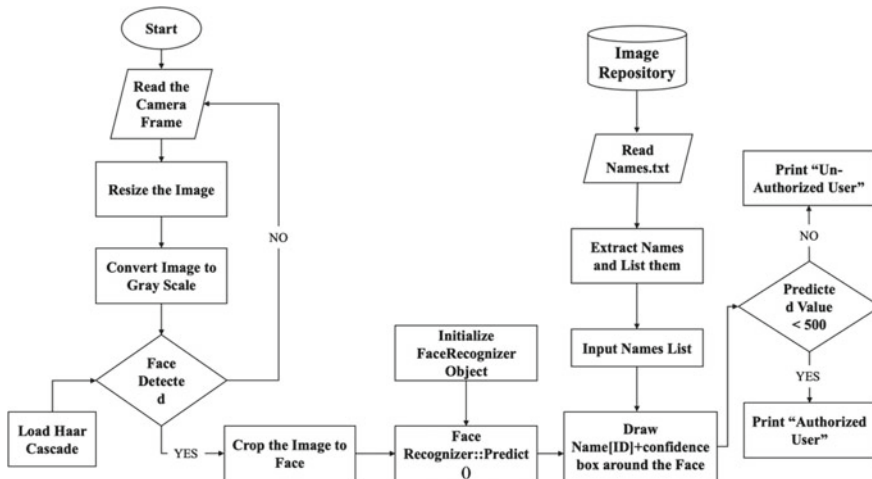 Start
Read the
Camera
Frame
Resize the Image
Convert Image to
Gray Scale
Face
Detecte
d
NO
Load Haar
Cascade
YES
Crop the Image to
Face
Initialize
FaceRecognizer
Object
Face
Recognizer::Predict
()
Image
Repository
Read
Names.txt
Extract Names
and List them
Input Names List
Draw
Name[ID]+confidence
box around the Face
Print “Un-
Authorized User”
NO
Predicte
d Value
< 500
YES
Print “Authorized
User”